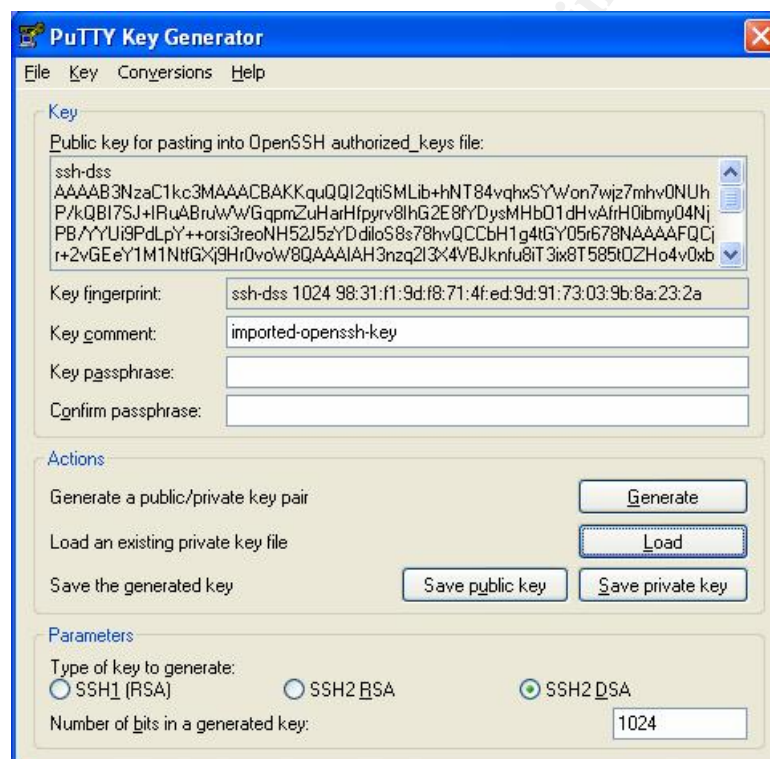 PuTTY Key Generator
File Key Conversions Help
Key
Public key for pasting into OpenSSH authorized_keys file:
ssh-dss
AAAAB3NzaC1kc3MAAACBAKKquQQI2qtiSMLib+hNT84vqhxSYWon7wjz7mhv0NUh
P/kQBI7SJ+IRuABruWWGqpmZuHarHfpyrv8IhG2E8fYDysMHbO1dHvAfrH0ibmy04Nj
PB/YYUi9PdLpY++orsi3reoNH52J5zYDdiloS8s78hvQCCbH1g4tGY05r678NAAAAFQCj
r+2vGEeY1M1NtfGXj9Hr0voW8QAAAIAH3nzq2I3X4VBJknfu8iT3ix8T585tOZHo4v0xb
Key fingerprint: ssh-dss 1024 98:31:f1:9d:f8:71:4f:ed:9d:91:73:03:9b:8a:23:2a
Key comment: imported-openssh-key
Key passphrase:
Confirm passphrase:
Actions
Generate a public/private key pair Generate
Load an existing private key file Load
Save the generated key Save public key Save private key
Parameters
Type of key to generate:
SSH1 (RSA) SSH2 RSA SSH2 DSA
Number of bits in a generated key: 1024